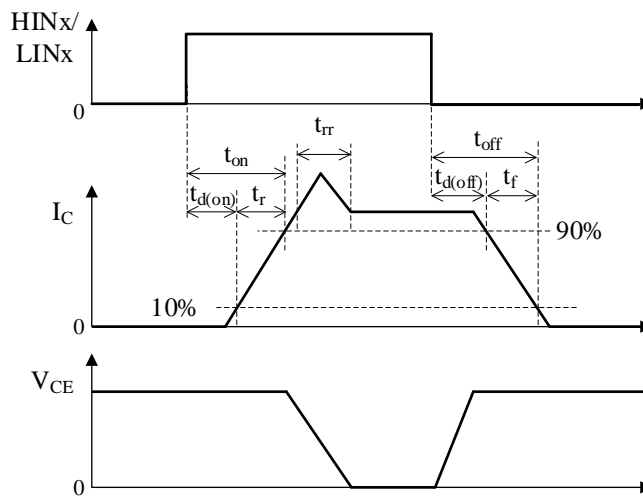 HINx/
LINx
0
trr
ton
toff
td(on)
tr
td(off)
tf
IC
90%
10%
0
VCE
0